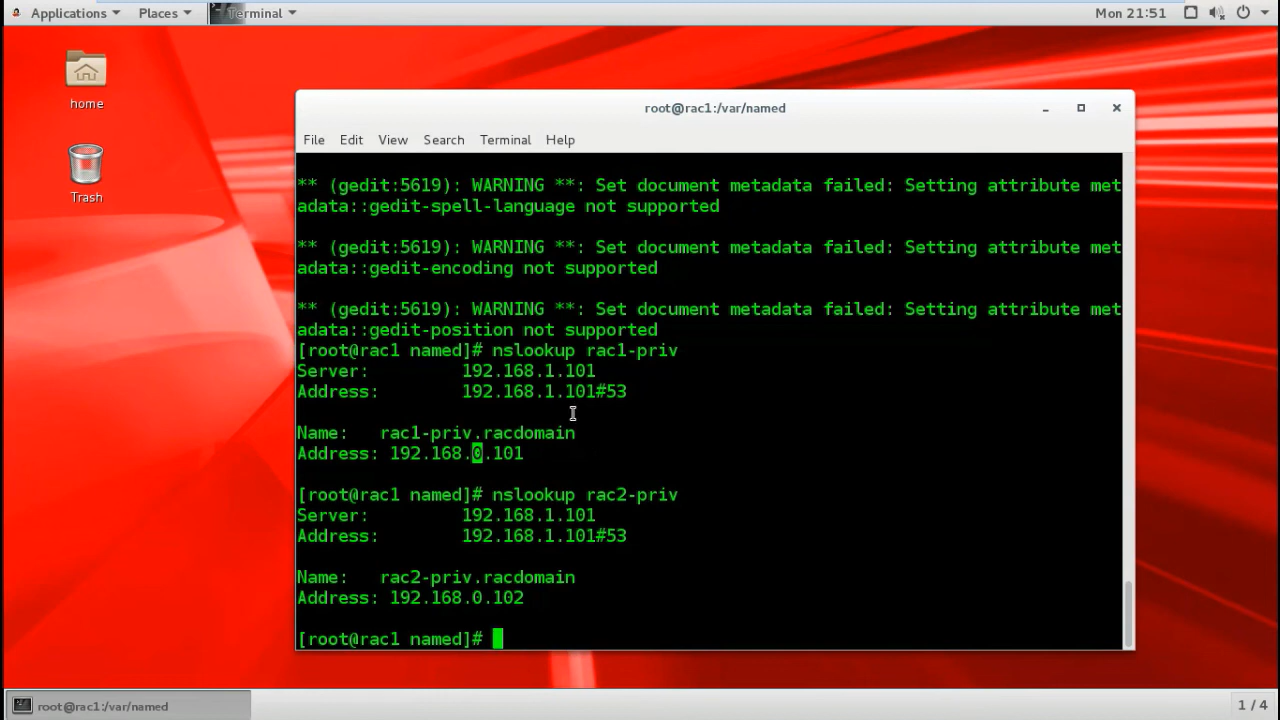 Applications Places Terminal Mon 21:51
home
Trash
root@rac1:/var/named
File Edit View Search Terminal Help
** (gedit:5619): WARNING **: Set document metadata failed: Setting attribute met
adata::gedit-spell-language not supported
** (gedit:5619): WARNING **: Set document metadata failed: Setting attribute met
adata::gedit-encoding not supported
** (gedit:5619): WARNING **: Set document metadata failed: Setting attribute met
adata::gedit-position not supported
[root@rac1 named]# nslookup rac1-priv
Server: 192.168.1.101
Address: 192.168.1.101#53
Name: rac1-priv.racdomain
Address: 192.168.0.101
[root@rac1 named]# nslookup rac2-priv
Server: 192.168.1.101
Address: 192.168.1.101#53
Name: rac2-priv.racdomain
Address: 192.168.0.102
[root@rac1 named]#
root@rac1:/var/named 1 / 4